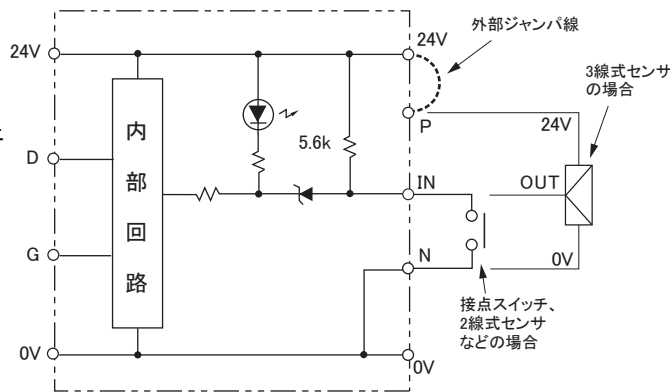 24V
24V
外部ジャンパ線
3線式センサ
の場合
P
24V
内部回路
5.6k
D
IN
OUT
G
N
0V
接点スイッチ、
2線式センサ
などの場合
0V
0V